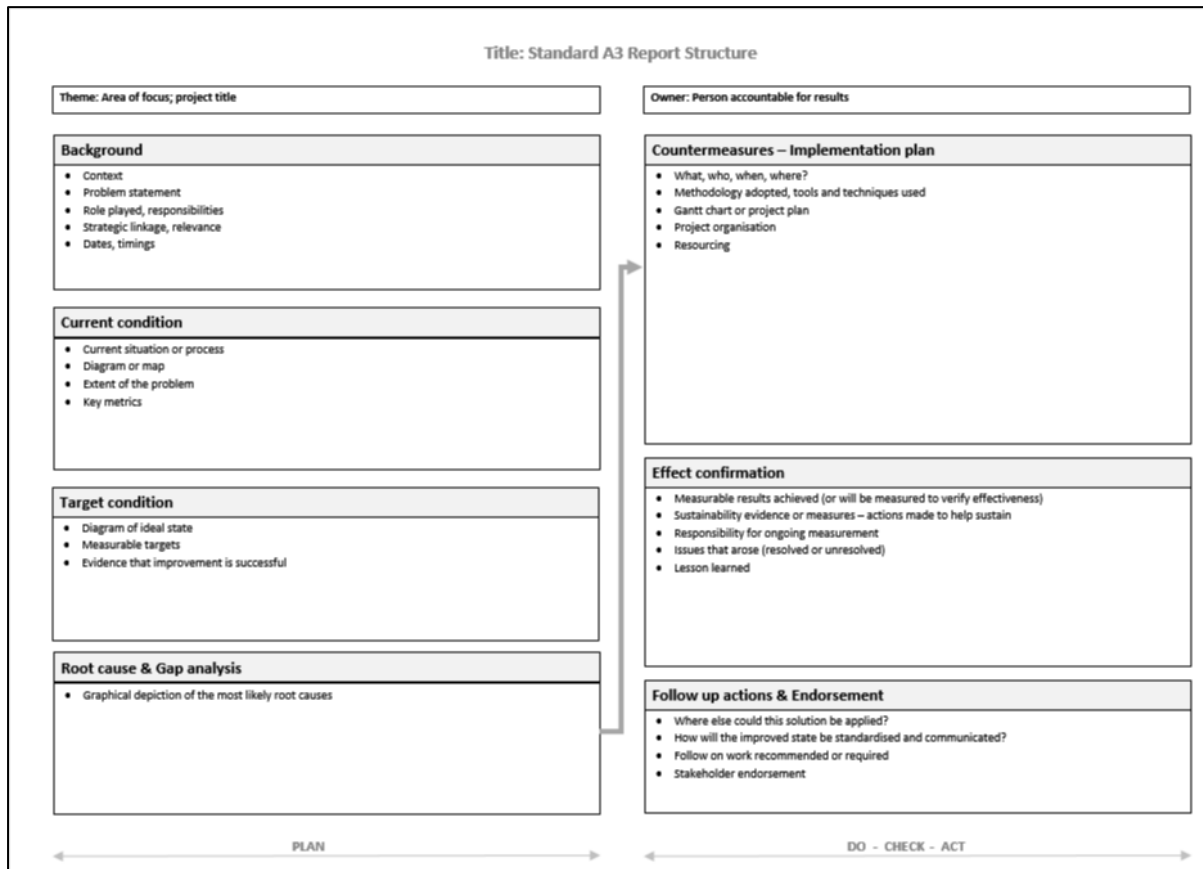 Title: Standard A3 Report Structure
Theme: Area of focus; project title
Background
• Context
• Problem statement
• Role played, responsibilities
• Strategic linkage, relevance
• Dates, timings
Current condition
• Current situation or process
• Diagram or map
• Extent of the problem
• Key metrics
Target condition
• Diagram of ideal state
• Measurable targets
• Evidence that improvement is successful
Root cause & Gap analysis
• Graphical depiction of the most likely root causes
PLAN
Owner: Person accountable for results
Countermeasures – Implementation plan
• What, who, when, where?
• Methodology adopted, tools and techniques used
• Gantt chart or project plan
• Project organisation
• Resourcing
Effect confirmation
• Measurable results achieved (or will be measured to verify effectiveness)
• Sustainability evidence or measures – actions made to help sustain
• Responsibility for ongoing measurement
• Issues that arose (resolved or unresolved)
• Lesson learned
Follow up actions & Endorsement
• Where else could this solution be applied?
• How will the improved state be standardised and communicated?
• Follow on work recommended or required
• Stakeholder endorsement
DO - CHECK - ACT